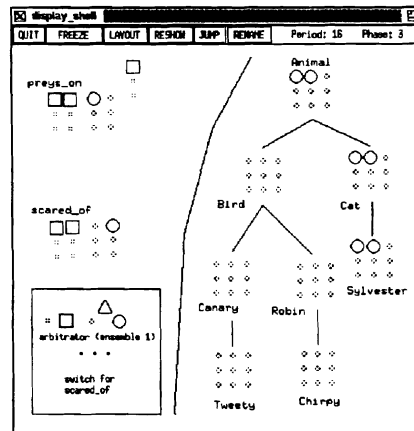 display_shell
QUIT FREEZE LAYOUT RESHOW JUMP RENAME Period: 16 Phase: 3
Animal
preys_on
Bird Cat
scared_of
Sylvester
Canary Robin
arbitrator (ensemble 1)
switch for
scared_of
Tweety Chirpy